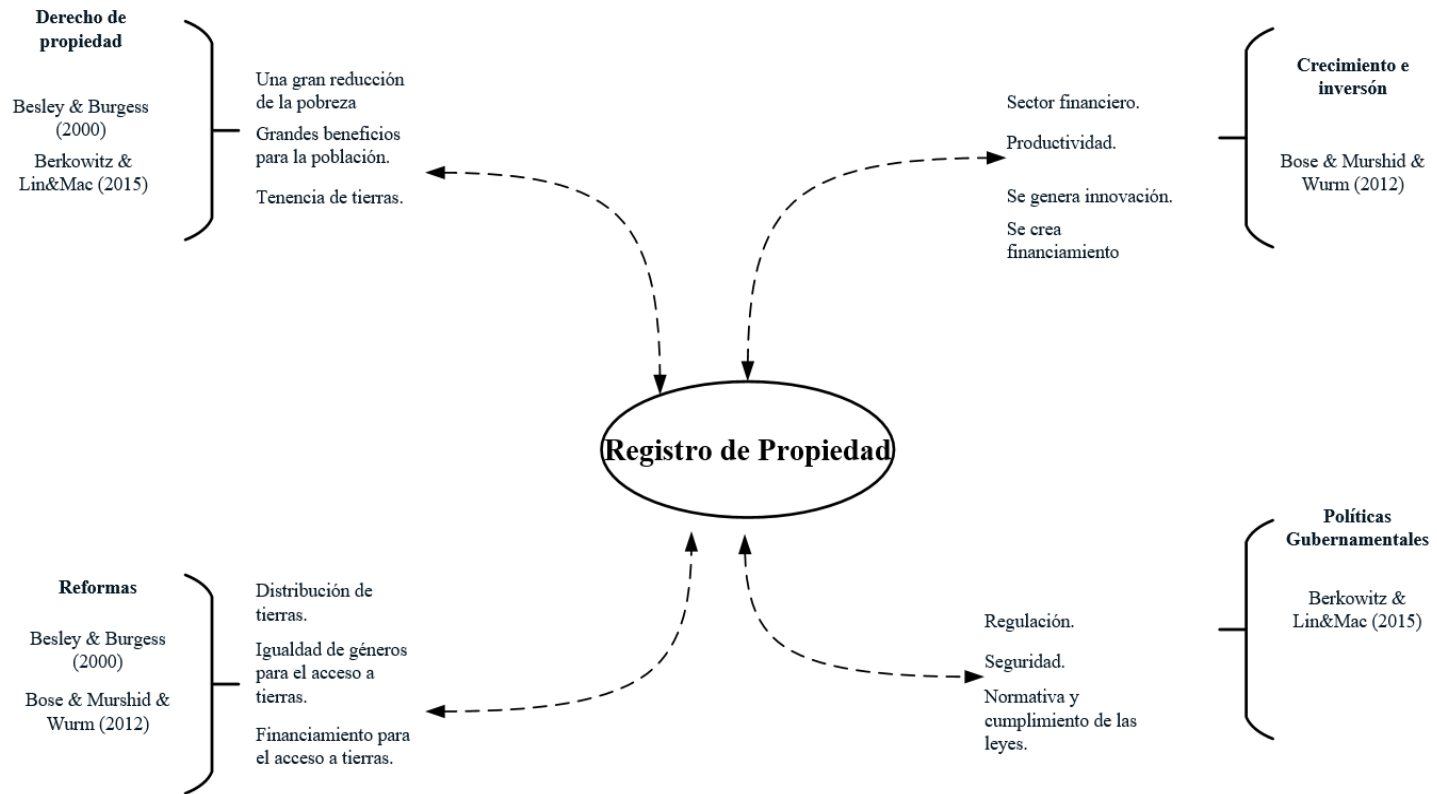 Derecho de
propiedad
Besley & Burgess
(2000)
Berkowitz &
Lin&Mac (2015)
Una gran reducción
de la pobreza
Grandes beneficios
para la población.
Tenencia de tierras.
Sector financiero.
Productividad.
Se genera innovación.
Se crea
financiamiento
Crecimiento e
inversón
Bose & Murshid &
Wurm (2012)
Registro de Propiedad
Reformas
Besley & Burgess
(2000)
Bose & Murshid &
Wurm (2012)
Distribución de
tierras.
Igualdad de géneros
para el acceso a
tierras.
Financiamiento para
el acceso a tierras.
Regulación.
Seguridad.
Normativa y
cumplimiento de las
leyes.
Políticas
Gubernamentales
Berkowitz &
Lin&Mac (2015)